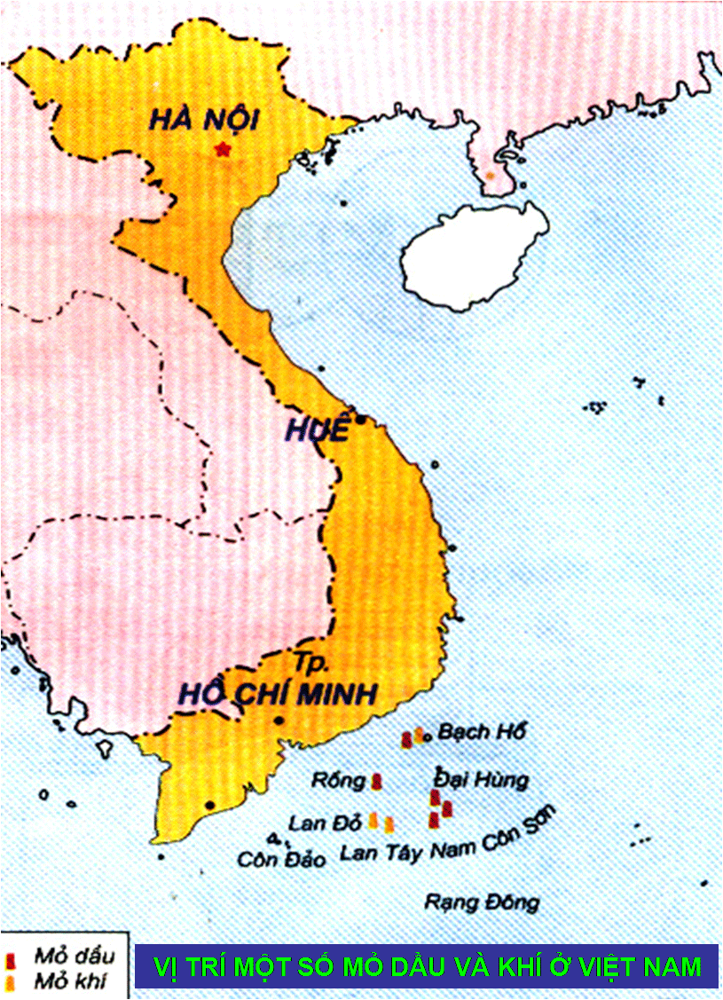 HÀ NỘI
HUẾ
Tp.
HỒ CHÍ MINH
Bạch Hổ
Rồng
Đại Hùng
Lan Đỏ
Lan Tây Nam Côn Sơn
Côn Đảo
Rạng Đông
Mỏ dầu
Mỏ khí
VỊ TRÍ MỘT SỐ MỎ DẦU VÀ KHÍ Ở VIỆT NAM